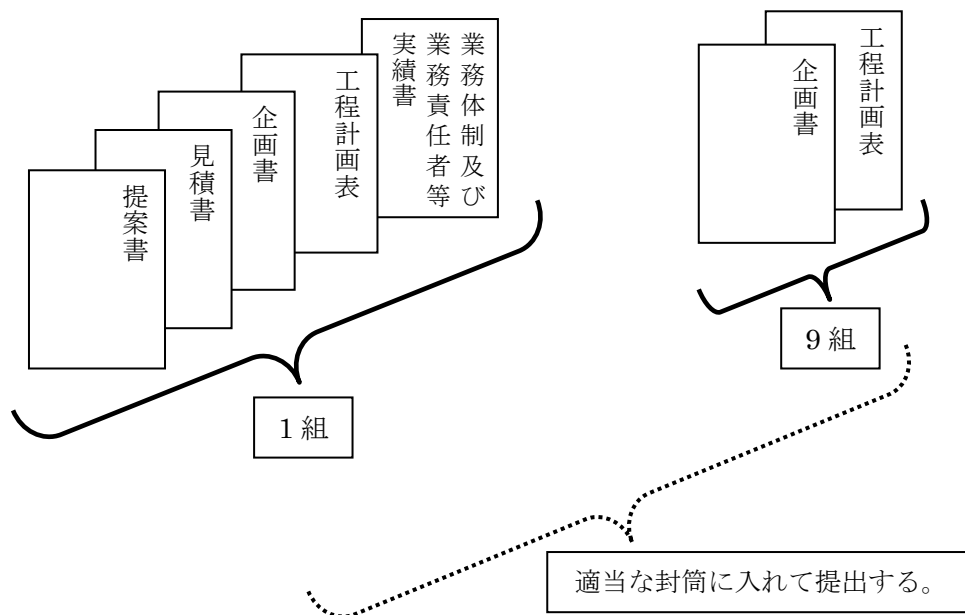 提案書
見積書
企画書
工程計画表
業務体制及び
業務責任者等
実績書
1組
企画書
工程計画表
9組
適当な封筒に入れて提出する。